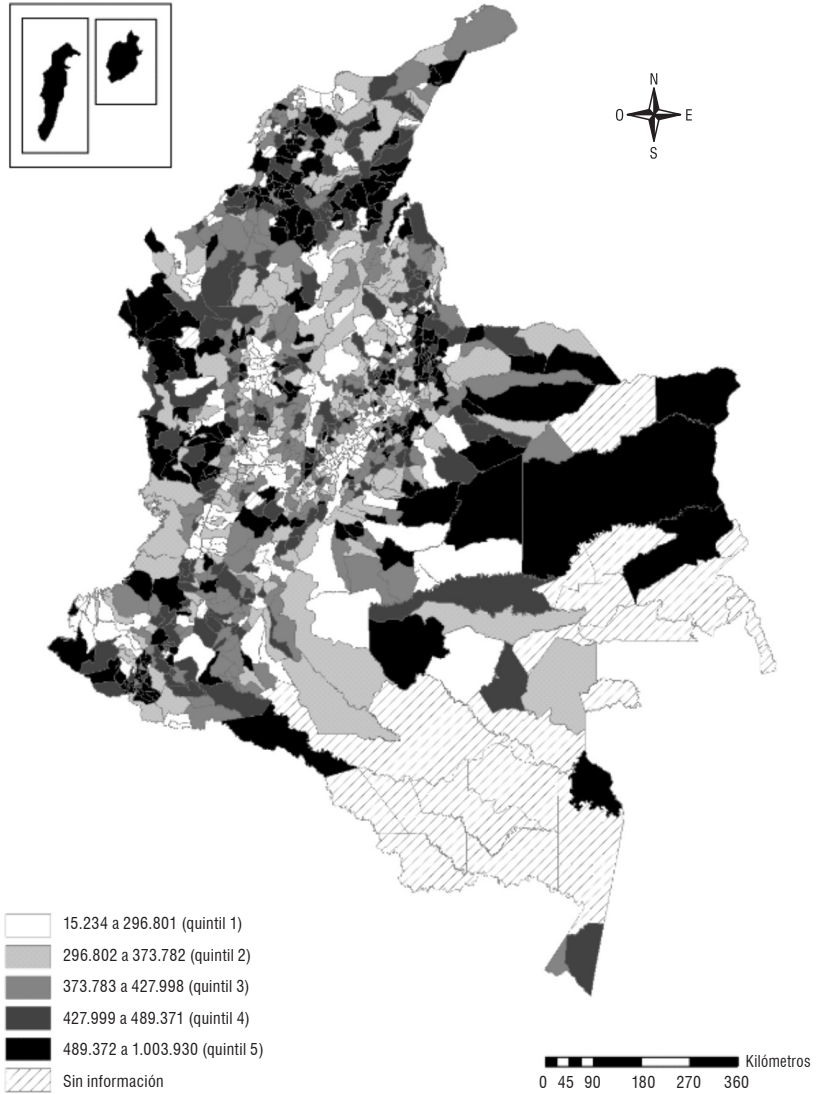 N
O E
S
15.234 a 296.801 (quintil 1)
296.802 a 373.782 (quintil 2)
373.783 a 427.998 (quintil 3)
427.999 a 489.371 (quintil 4)
489.372 a 1.003.930 (quintil 5)
Sin información
Kilómetros
0 45 90 180 270 360